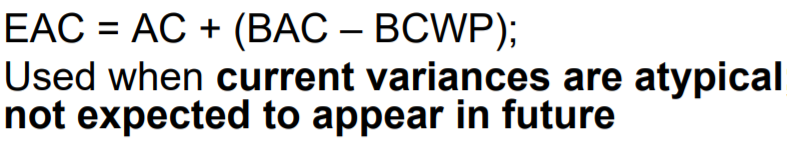 EAC = AC + (BAC – BCWP);
Used when current variances are atypical
not expected to appear in future